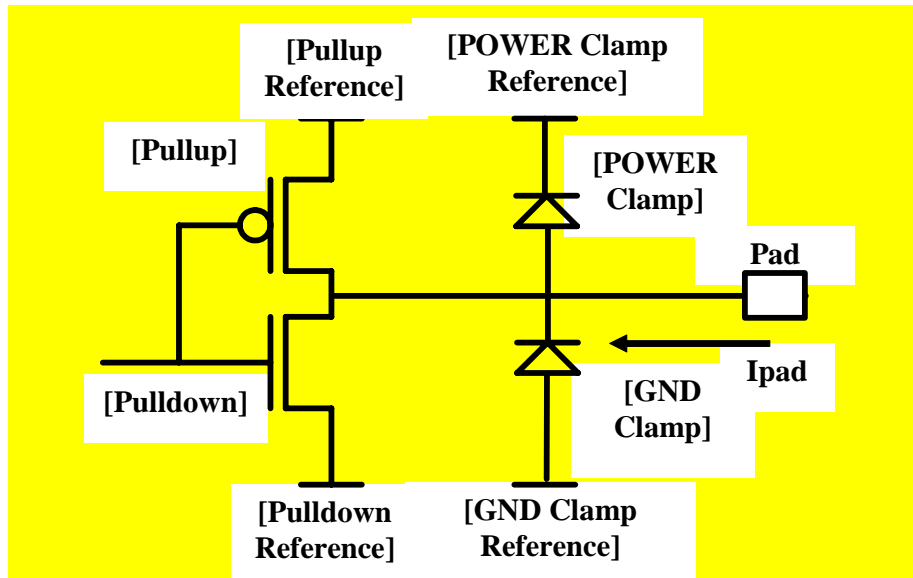 [Pullup
Reference]
[POWER Clamp
Reference]
[Pullup]
[POWER
Clamp]
Pad
Ipad
[Pulldown]
[GND
Clamp]
[Pulldown
Reference]
[GND Clamp
Reference]